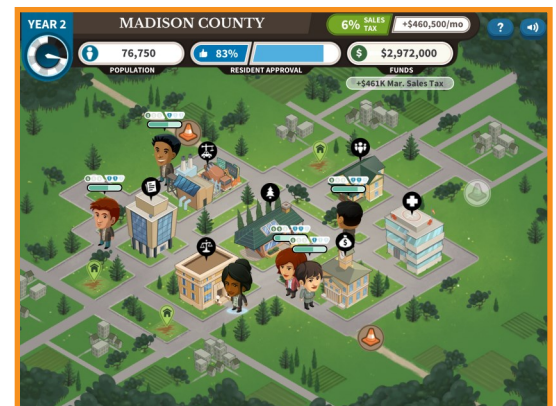 YEAR 2
MADISON COUNTY
6% SALES TAX
+$460,500/mo
?
76,750
POPULATION
83%
RESIDENT APPROVAL
$
$2,972,000
FUNDS
+$461K Mar. Sales Tax
$